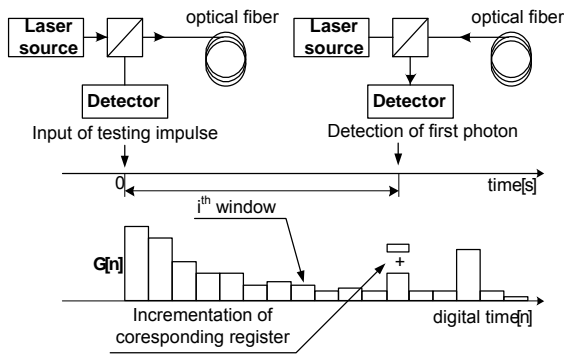 optical fiber
optical fiber
Laser
source
Laser
source
Detector
Detector
Input of testing impulse
Detection of first photon
0
time[s]
i^th window
G[n]
+
Incrementation of
coresponding register
digital time[n]